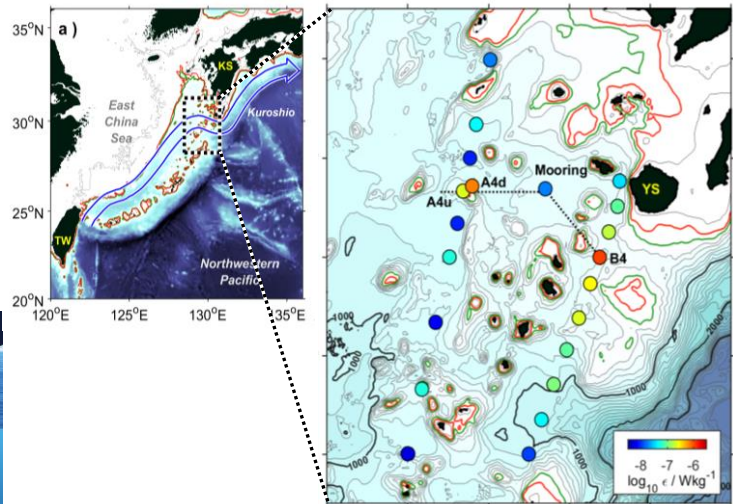 a )
35°N
30°N
25°N
20°N
120°E
125°E
130°E
135°E
KS
East
China
Sea
Kuroshio
TW
Northwestern
Pacific
Mooring
A4d
A4u
YS
B4
1000
1000
1000
1000
2000
-8 -7 -6
log10 ϵ / Wkg-1